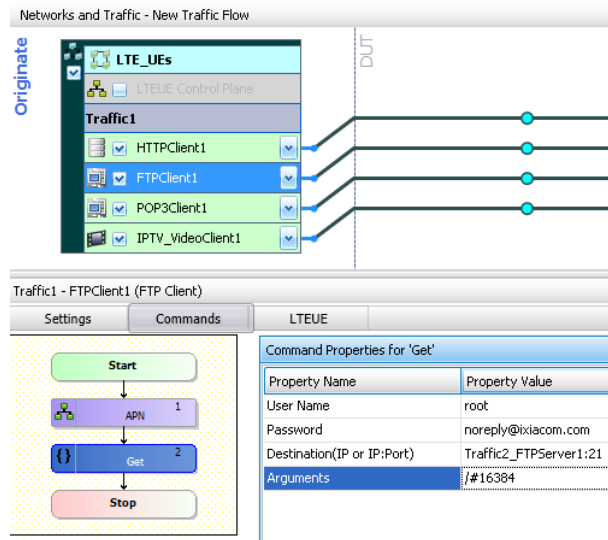 Networks and Traffic - New Traffic Flow
Originate
DUT
LTE_UEs
LTEUE Control Plane
Traffic1
HTTPClient1
FTPClient1
POP3Client1
IPTV_VideoClient1
Traffic1 - FTPClient1 (FTP Client)
Settings Commands LTEUE
Start
APN 1
{} Get 2
Stop
Command Properties for 'Get'
Property Name Property Value
User Name root
Password noreply@ixiacom.com
Destination(IP or IP:Port) Traffic2_FTPServer1:21
Arguments /#16384